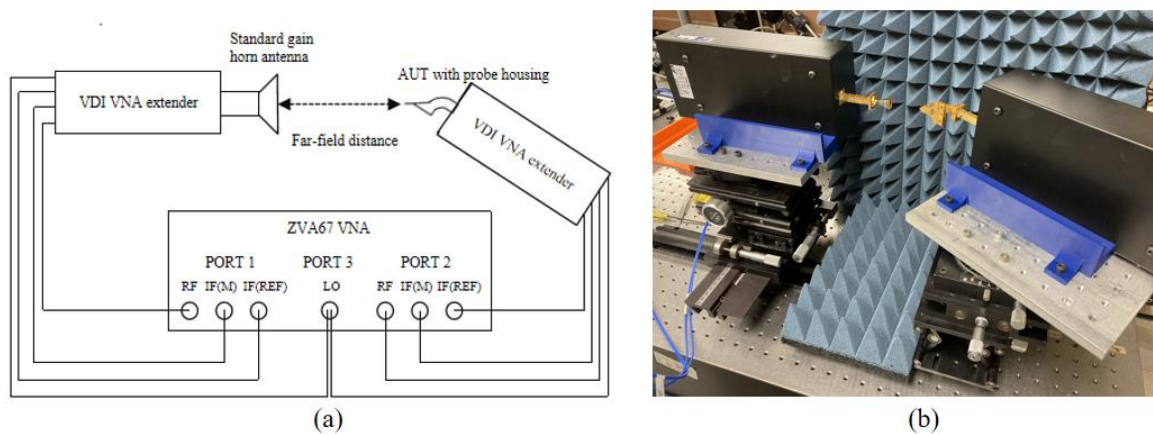 Standard gain
horn antenna
VDI VNA extender
AUT with probe housing
Far-field distance
VDI VNA extender
ZVA67 VNA
PORT 1 PORT 3 PORT 2
RF IF(M) IF(REF) LO RF IF(M) IF(REF)
(a) (b)